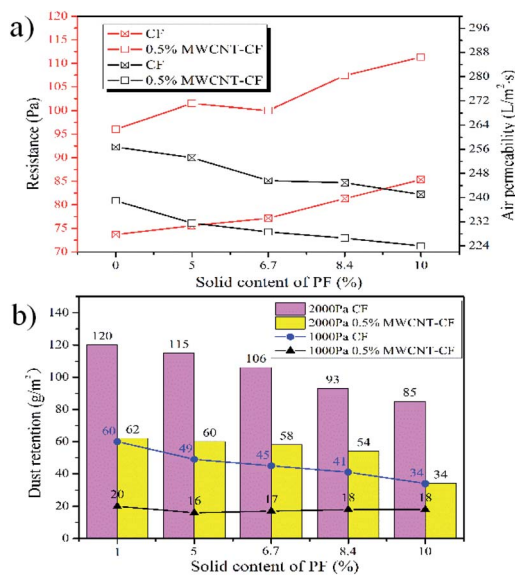 a)
CF
0.5% MWCNT-CF
CF
0.5% MWCNT-CF
Resistance (Pa)
120
115
110
105
100
95
90
85
80
75
70
Air permeability (L/m²·s)
296
288
280
272
264
256
248
240
232
224
0 5 6.7 8.4 10
Solid content of PF (%)
b)
2000Pa CF
2000Pa 0.5% MWCNT-CF
1000Pa CF
1000Pa 0.5% MWCNT-CF
Dust retention (g/m²)
140
120
100
80
60
40
20
0
120 115 106 93 85
62 60 58 54 34
60 49 45 41 34
20 16 17 18 18
1 5 6.7 8.4 10
Solid content of PF (%)